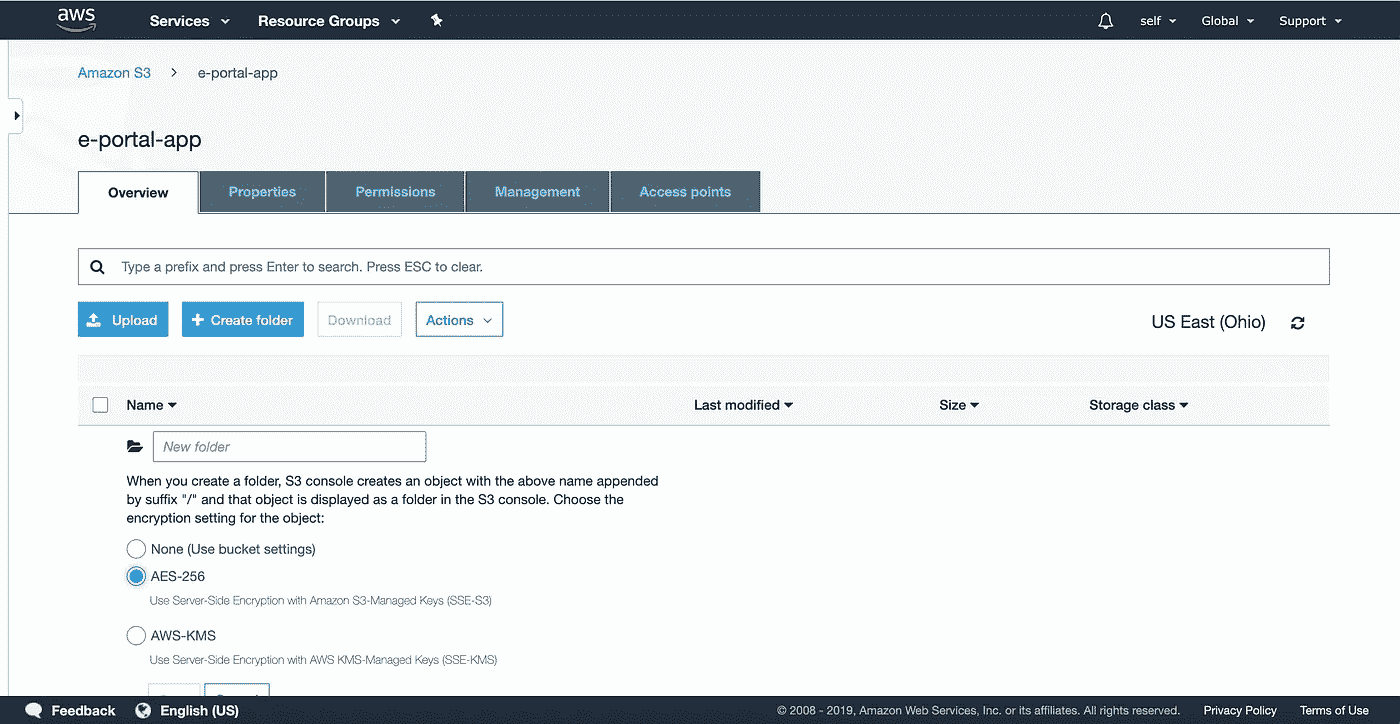 aws Services Resource Groups self Global Support
Amazon S3 e-portal-app
e-portal-app
Overview Properties Permissions Management Access points
Type a prefix and press Enter to search. Press ESC to clear.
Upload + Create folder Download Actions US East (Ohio)
Name Last modified Size Storage class
New folder
When you create a folder, S3 console creates an object with the above name appended
by suffix "/" and that object is displayed as a folder in the S3 console. Choose the
encryption setting for the object:
None (Use bucket settings)
AES-256
Use Server-Side Encryption with Amazon S3-Managed Keys (SSE-S3)
AWS-KMS
Use Server-Side Encryption with AWS KMS-Managed Keys (SSE-KMS)
Feedback English (US) © 2008 - 2019, Amazon Web Services, Inc. or its affiliates. All rights reserved. Privacy Policy Terms of Use